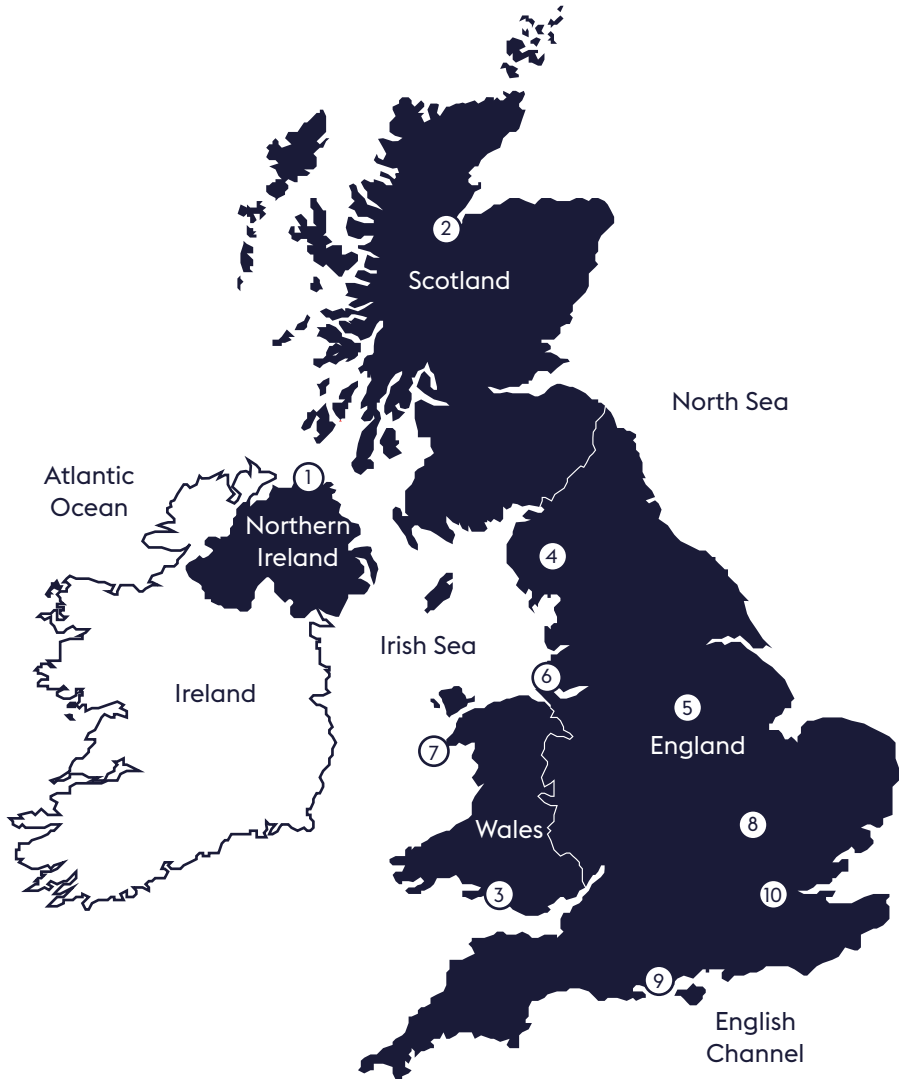 2
Scotland
North Sea
Atlantic
Ocean
1
Northern
Ireland
4
Irish Sea
6
Ireland
5
England
7
8
Wales
3
10
9
English
Channel